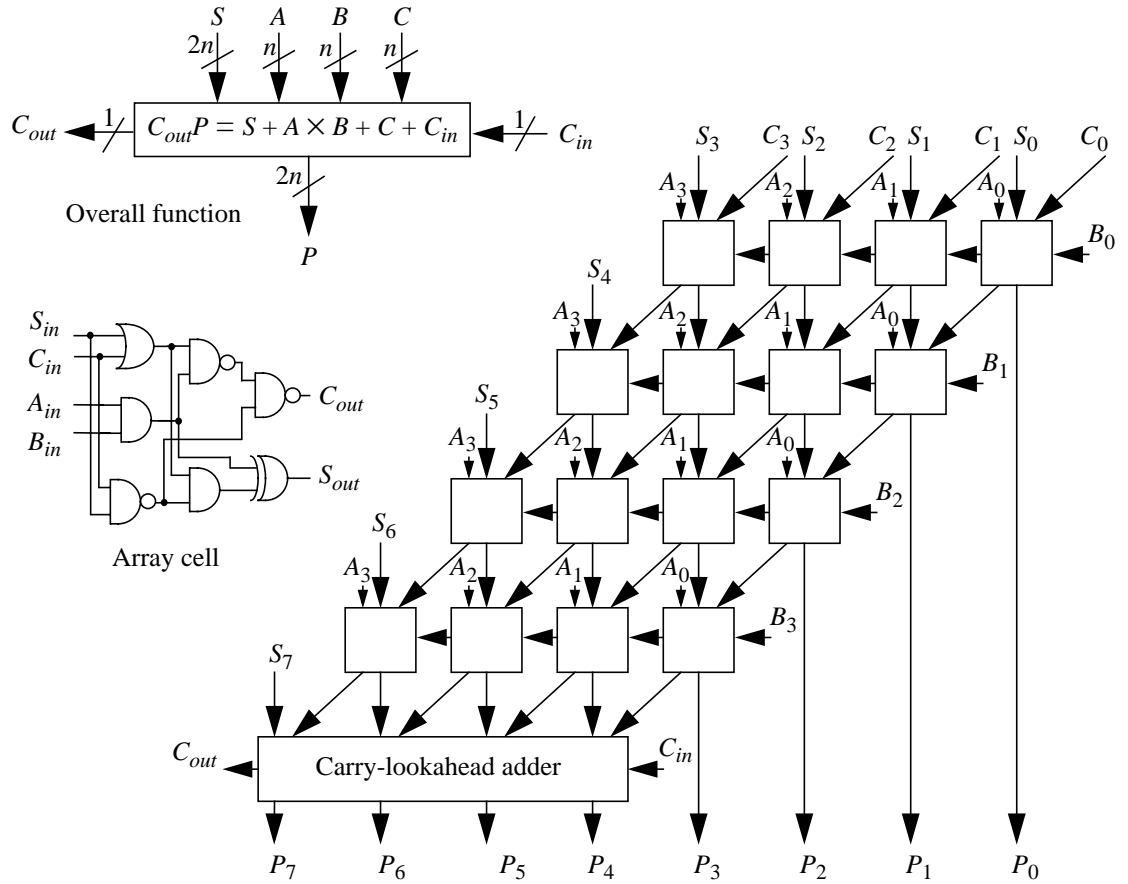 S A B C
2n n n n
C_out 1 C_outP = S + A × B + C + C_in 1 C_in
2n
Overall function
P
S_3 C_3 S_2 C_2 S_1 C_1 S_0 C_0
A_3 A_2 A_1 A_0
B_0
S_4
A_3 A_2 A_1 A_0
B_1
S_5
A_3 A_2 A_1 A_0
B_2
S_6
A_3 A_2 A_1 A_0
B_3
S_7
C_out Carry-lookahead adder C_in
P_7 P_6 P_5 P_4 P_3 P_2 P_1 P_0
S_in
C_in
A_in
B_in
C_out
S_out
Array cell